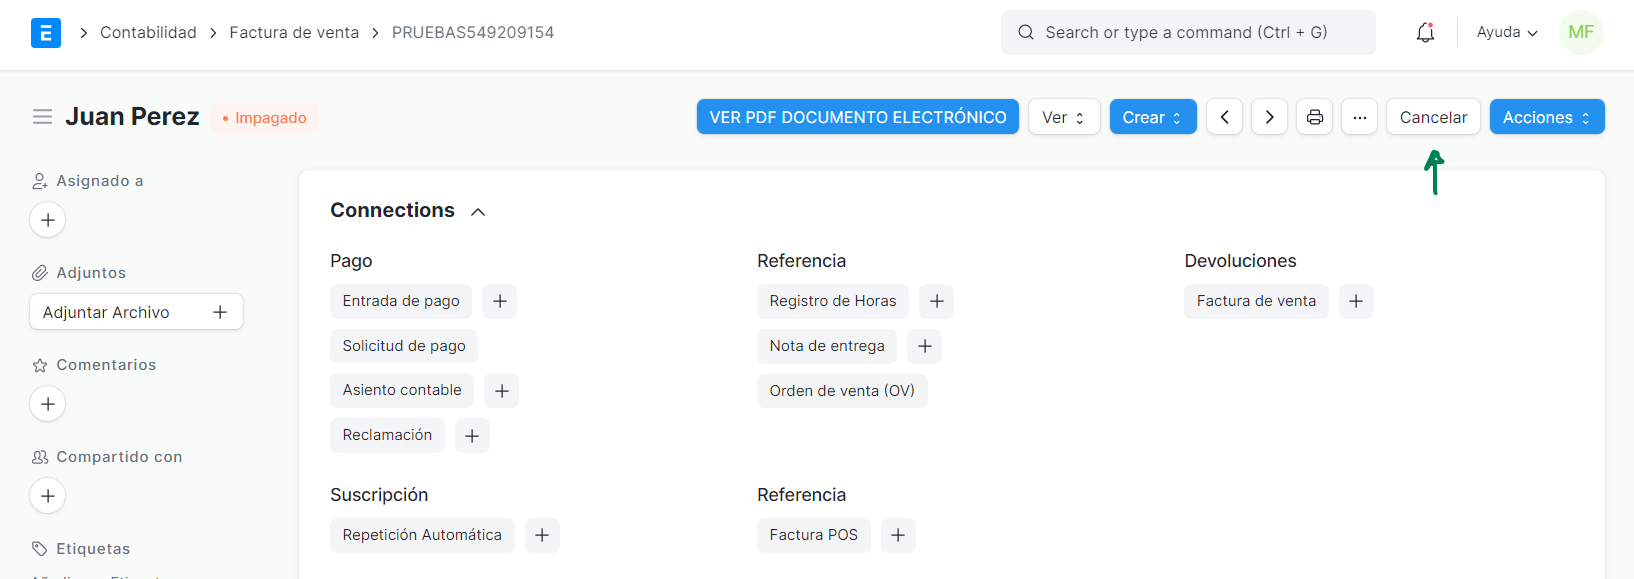 E > Contabilidad > Factura de venta > PRUEBAS549209154 Search or type a command (Ctrl + G) Ayuda MF
Juan Perez • Impagado VER PDF DOCUMENTO ELECTRÓNICO Ver Crear < > ... Cancelar Acciones
Asignado a
+
Adjuntos
Adjuntar Archivo +
Comentarios
+
Compartido con
+
Etiquetas
Connections
Pago
Entrada de pago +
Solicitud de pago
Asiento contable +
Reclamación +
Referencia
Registro de Horas +
Nota de entrega +
Orden de venta (OV)
Devoluciones
Factura de venta +
Suscripción
Repetición Automática +
Referencia
Factura POS +